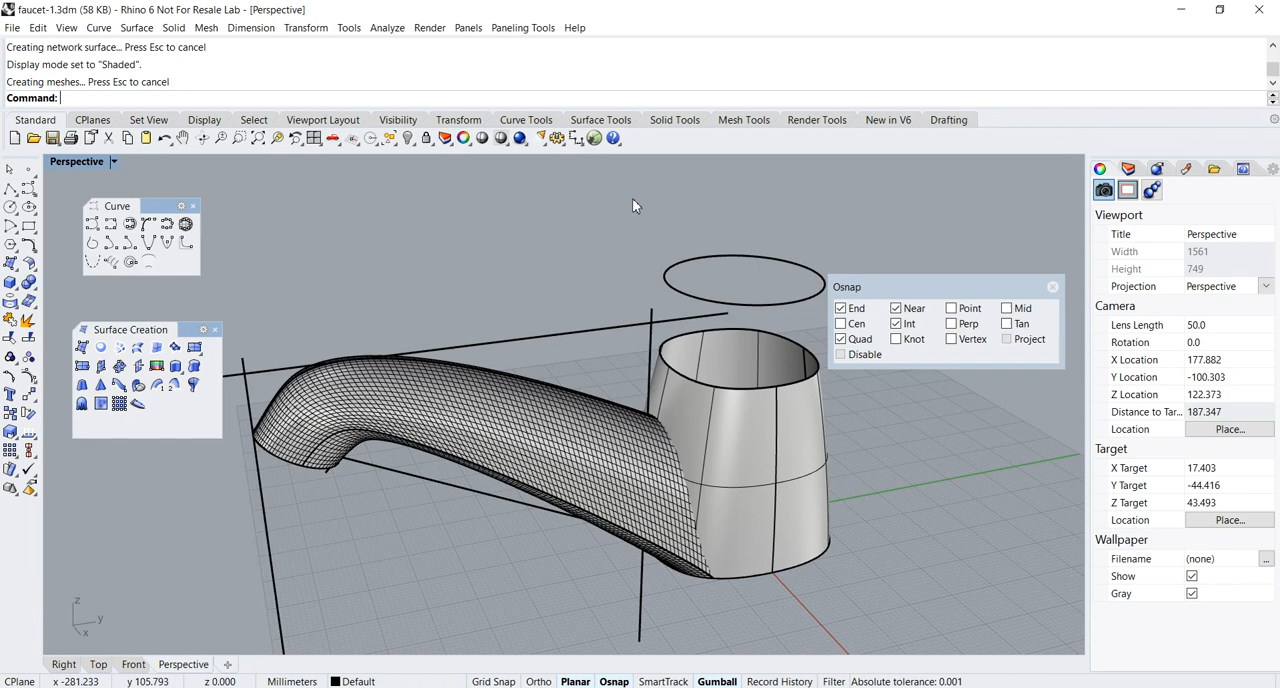 faucet-1.3dm (58 KB) - Rhino 6 Not For Resale Lab - [Perspective]
File Edit View Curve Surface Solid Mesh Dimension Transform Tools Analyze Render Panels Paneling Tools Help
Creating network surface... Press Esc to cancel
Display mode set to "Shaded".
Creating meshes... Press Esc to cancel
Command:
Standard CPlanes Set View Display Select Viewport Layout Visibility Transform Curve Tools Surface Tools Solid Tools Mesh Tools Render Tools New in V6 Drafting
Perspective
Curve
Surface Creation
1 2
Osnap
End Near Point Mid
Cen Int Perp Tan
Quad Knot Vertex Project
Disable
z
y
x
Viewport
Title Perspective
Width 1561
Height 749
Projection Perspective
Camera
Lens Length 50.0
Rotation 0.0
X Location 177.882
Y Location -100.303
Z Location 122.373
Distance to Tar... 187.347
Location Place...
Target
X Target 17.403
Y Target -44.416
Z Target 43.493
Location Place...
Wallpaper
Filename (none) ...
Show
Gray
Right Top Front Perspective
CPlane x -281.233 y 105.793 z 0.000 Millimeters Default Grid Snap Ortho Planar Osnap SmartTrack Gumball Record History Filter Absolute tolerance: 0.001